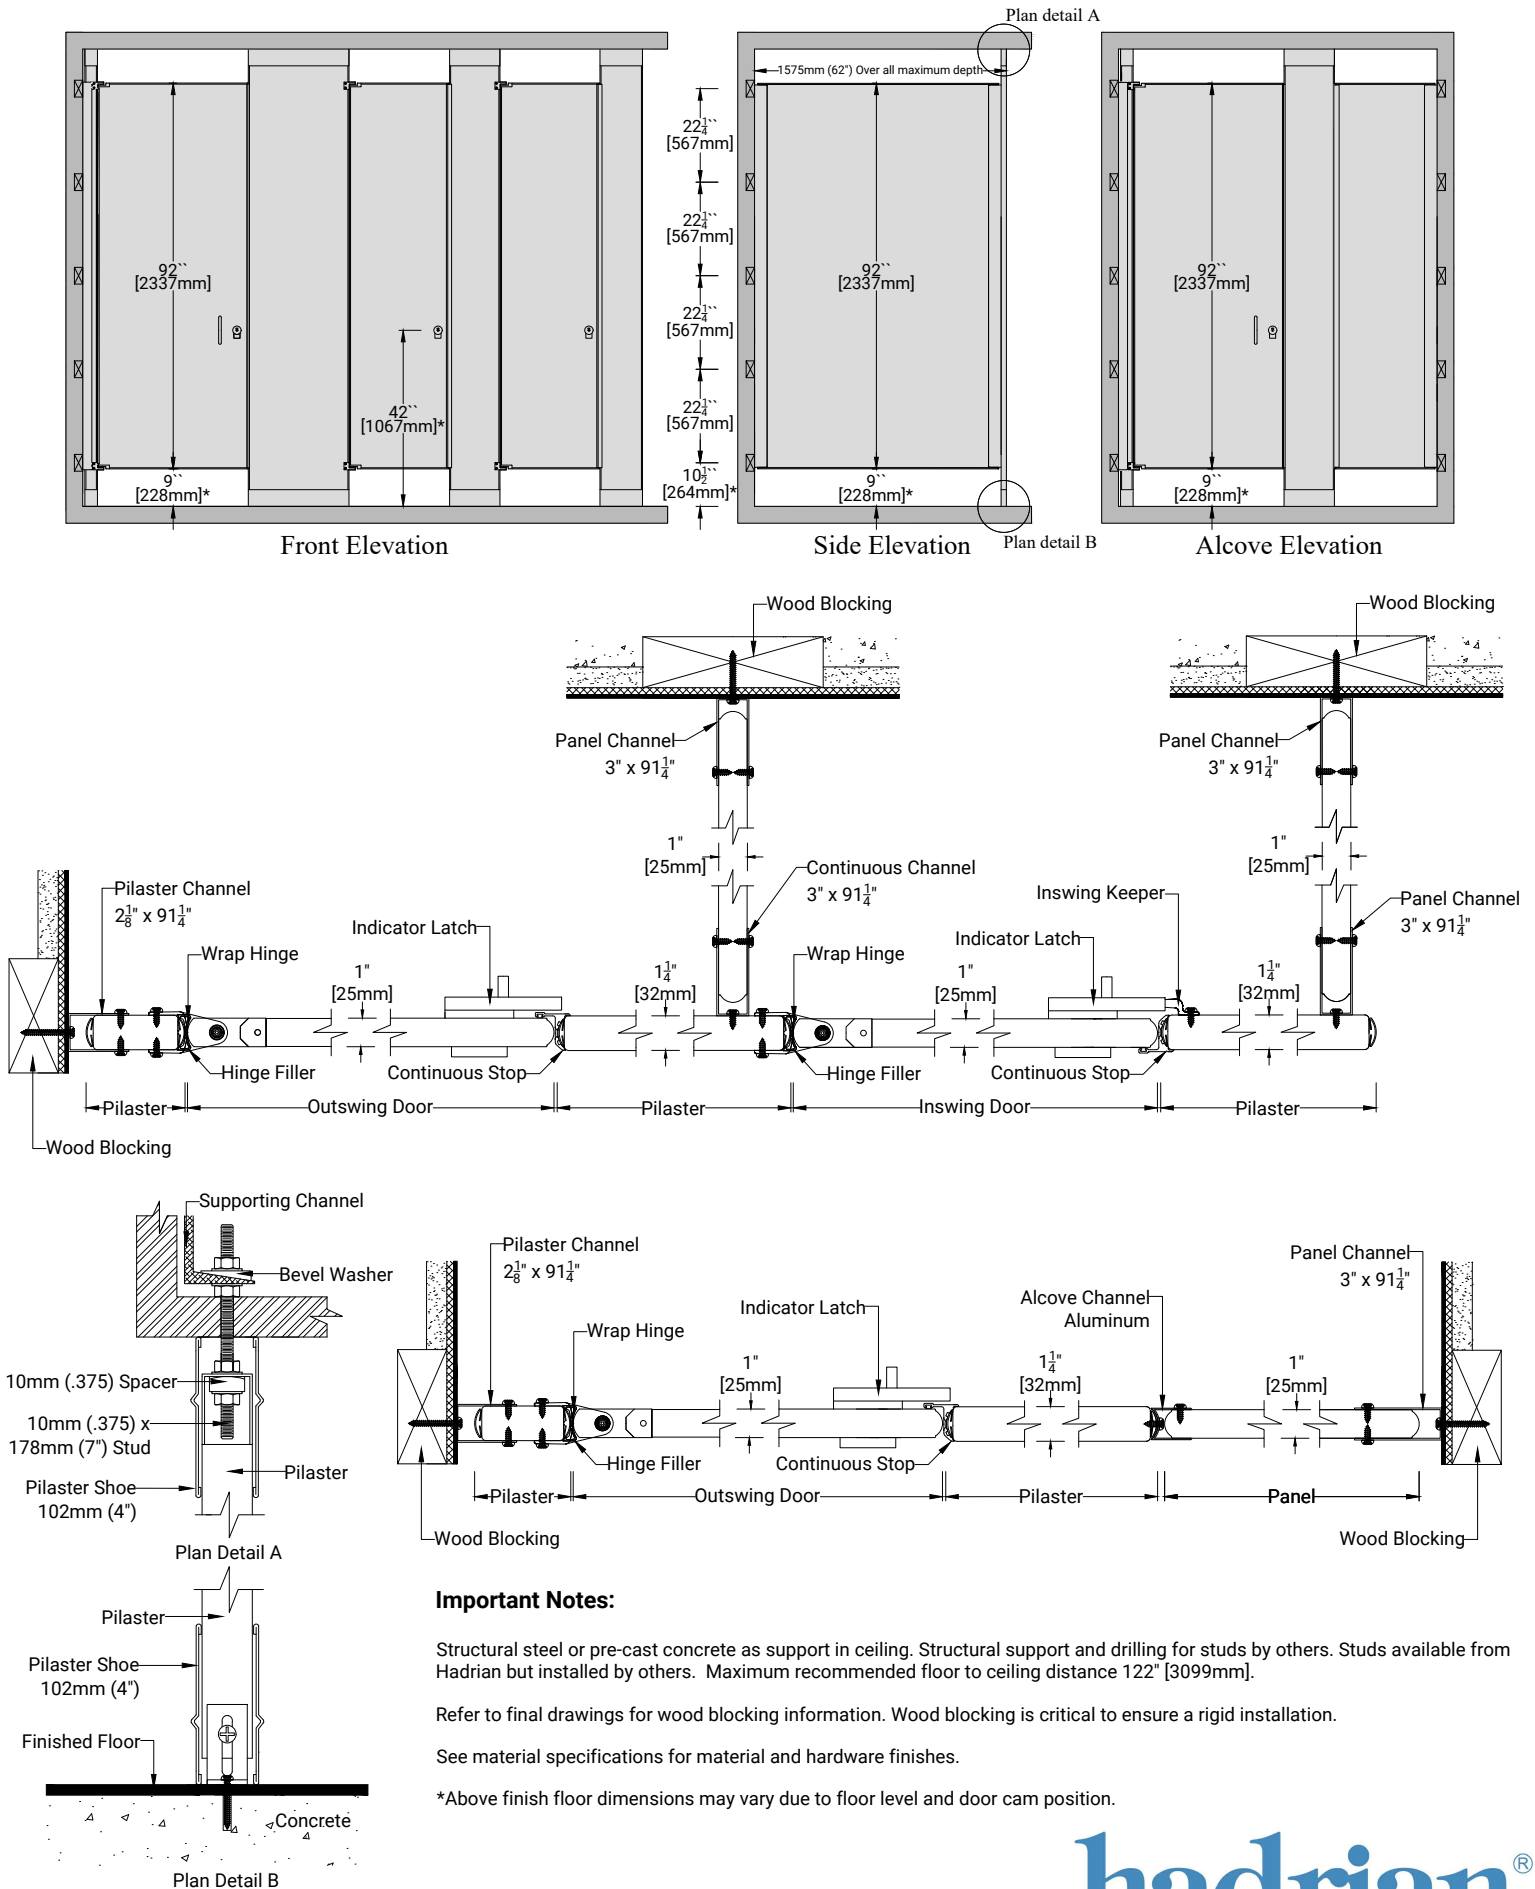 Plan detail A
1575mm (62") Over all maximum depth
22¼``
[567mm]
22¼``
[567mm]
22¼``
[567mm]
22¼``
[567mm]
10½``
[264mm]*
92``
[2337mm]
42``
[1067mm]*
9``
[228mm]*
92``
[2337mm]
9``
[228mm]*
92``
[2337mm]
9``
[228mm]*
Front Elevation
Side Elevation
Plan detail B
Alcove Elevation
Wood Blocking
Wood Blocking
Panel Channel
3" x 91¼"
Panel Channel
3" x 91¼"
1"
[25mm]
1"
[25mm]
Pilaster Channel
2⅛" x 91¼"
Continuous Channel
3" x 91¼"
Inswing Keeper
Panel Channel
3" x 91¼"
Indicator Latch
Indicator Latch
Wrap Hinge
Wrap Hinge
1"
[25mm]
1¼"
[32mm]
1"
[25mm]
1¼"
[32mm]
Hinge Filler
Continuous Stop
Hinge Filler
Continuous Stop
Pilaster
Outswing Door
Pilaster
Inswing Door
Pilaster
Wood Blocking
Supporting Channel
Bevel Washer
10mm (.375) Spacer
10mm (.375) x
178mm (7") Stud
Pilaster
Pilaster Shoe
102mm (4")
Plan Detail A
Pilaster Channel
2⅛" x 91¼"
Panel Channel
3" x 91¼"
Indicator Latch
Alcove Channel
Aluminum
Wrap Hinge
1"
[25mm]
1¼"
[32mm]
1"
[25mm]
Hinge Filler
Continuous Stop
Pilaster
Outswing Door
Pilaster
Panel
Wood Blocking
Wood Blocking
Pilaster
Pilaster Shoe
102mm (4")
Finished Floor
Concrete
Plan Detail B
Important Notes:
Structural steel or pre-cast concrete as support in ceiling. Structural support and drilling for studs by others. Studs available from
Hadrian but installed by others. Maximum recommended floor to ceiling distance 122" [3099mm].
Refer to final drawings for wood blocking information. Wood blocking is critical to ensure a rigid installation.
See material specifications for material and hardware finishes.
*Above finish floor dimensions may vary due to floor level and door cam position.
hadrian®